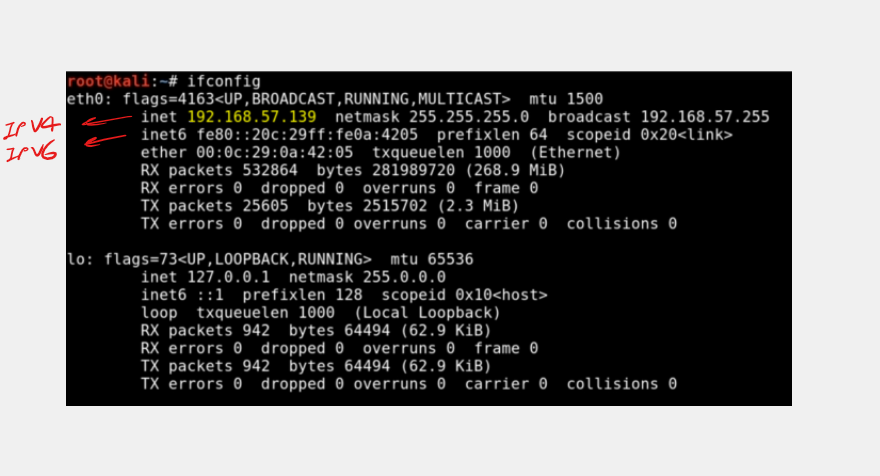 root@kali:~# ifconfig
eth0: flags=4163<UP,BROADCAST,RUNNING,MULTICAST>  mtu 1500
IPV4 inet 192.168.57.139  netmask 255.255.255.0  broadcast 192.168.57.255
IPV6 inet6 fe80::20c:29ff:fe0a:4205  prefixlen 64  scopeid 0x20<link>
ether 00:0c:29:0a:42:05  txqueuelen 1000  (Ethernet)
RX packets 532864  bytes 281989720 (268.9 MiB)
RX errors 0  dropped 0  overruns 0  frame 0
TX packets 25605  bytes 2515702 (2.3 MiB)
TX errors 0  dropped 0 overruns 0  carrier 0  collisions 0
lo: flags=73<UP,LOOPBACK,RUNNING>  mtu 65536
inet 127.0.0.1  netmask 255.0.0.0
inet6 ::1  prefixlen 128  scopeid 0x10<host>
loop  txqueuelen 1000  (Local Loopback)
RX packets 942  bytes 64494 (62.9 KiB)
RX errors 0  dropped 0  overruns 0  frame 0
TX packets 942  bytes 64494 (62.9 KiB)
TX errors 0  dropped 0 overruns 0  carrier 0  collisions 0